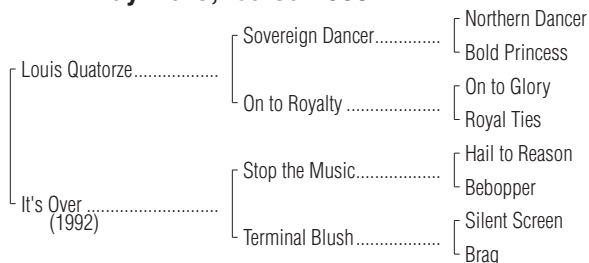 Northern Dancer
Sovereign Dancer..............
Bold Princess
Louis Quatorze..................
On to Glory
On to Royalty ....................
Royal Ties
Hail to Reason
Stop the Music..................
Bebopper
It's Over ............................
(1992)
Silent Screen
Terminal Blush..................
Brag